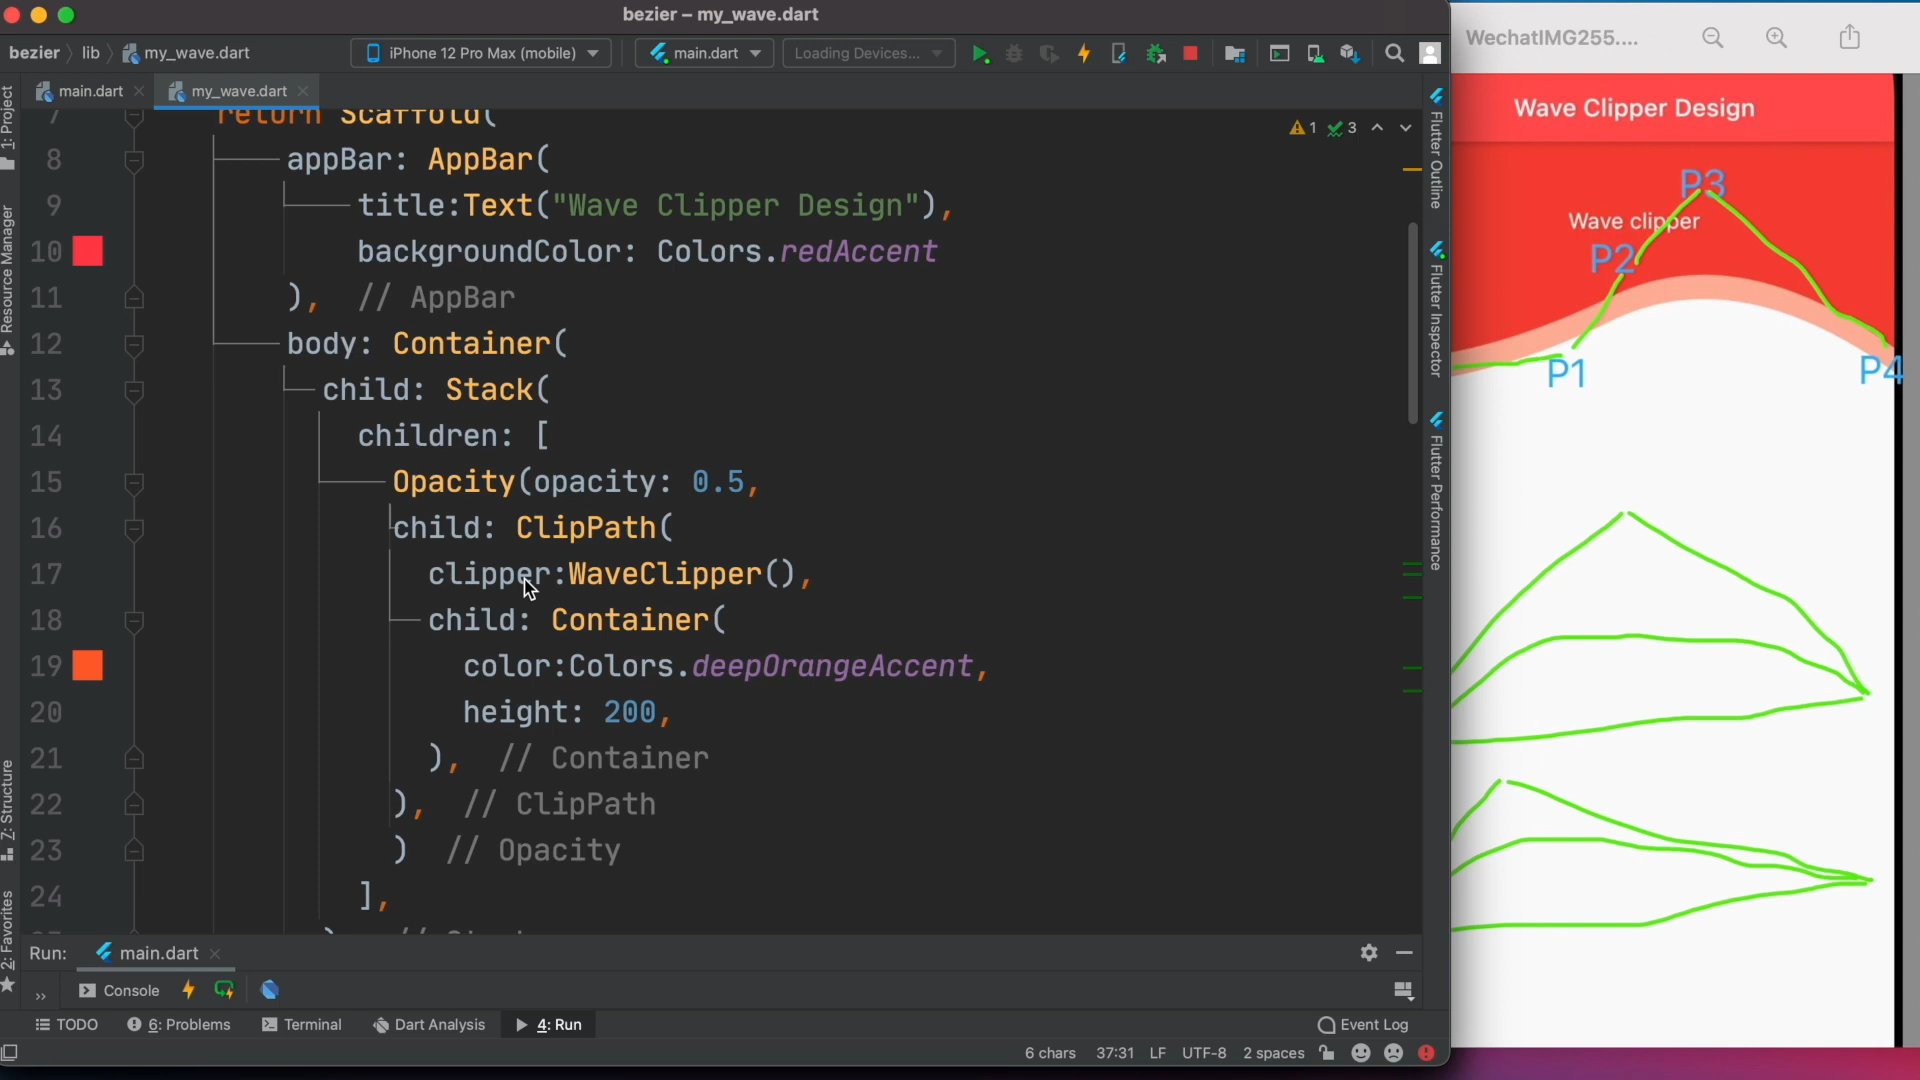 bezier – my_wave.dart
bezier lib my_wave.dart iPhone 12 Pro Max (mobile) main.dart Loading Devices...
main.dart my_wave.dart
7 return Scaffold(
8 appBar: AppBar(
9 title:Text("Wave Clipper Design"),
10 backgroundColor: Colors.redAccent
11 ), // AppBar
12 body: Container(
13 child: Stack(
14 children: [
15 Opacity(opacity: 0.5,
16 child: ClipPath(
17 clipper:WaveClipper(),
18 child: Container(
19 color:Colors.deepOrangeAccent,
20 height: 200,
21 ), // Container
22 ), // ClipPath
23 ) // Opacity
24 ],
1 3
1: Project
Resource Manager
Z: Structure
2: Favorites
Flutter Outline
Flutter Inspector
Flutter Performance
Run: main.dart
Console
TODO 6: Problems Terminal Dart Analysis 4: Run Event Log
6 chars 37:31 LF UTF-8 2 spaces
WechatIMG255....
Wave Clipper Design
P3
Wave clipper
P2
P1
P4